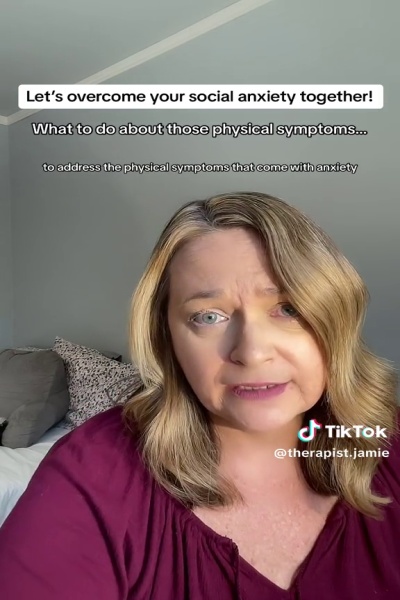 Let's overcome your social anxiety together!
What to do about those physical symptoms...
to address the physical symptoms that come with anxiety
TikTok
@therapist.jamie